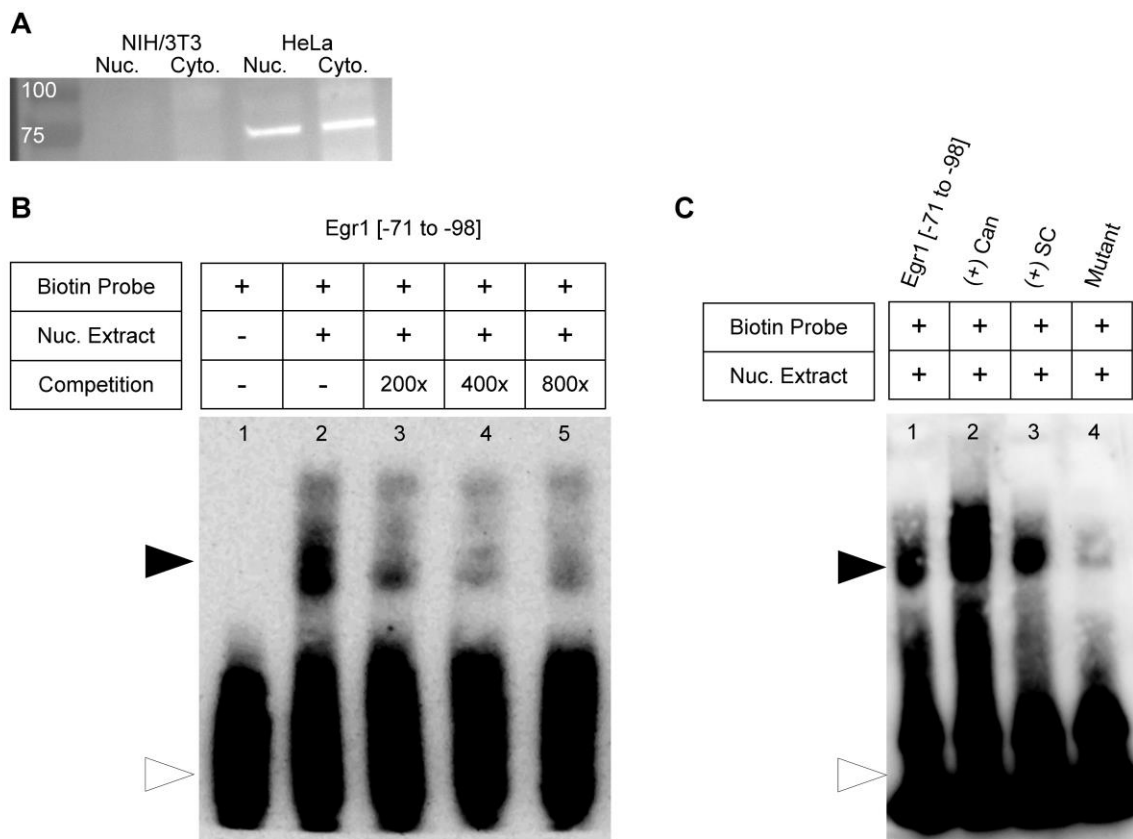 A
NIH/3T3 HeLa
Nuc. Cyto. Nuc. Cyto.
100
75
B
Egr1 [-71 to -98]
Biotin Probe + + + + +
Nuc. Extract - + + + +
Competition - - 200x 400x 800x
1 2 3 4 5
C
Egr1 [-71 to -98]
(+) Can
(+) SC
Mutant
Biotin Probe + + + +
Nuc. Extract + + + +
1 2 3 4